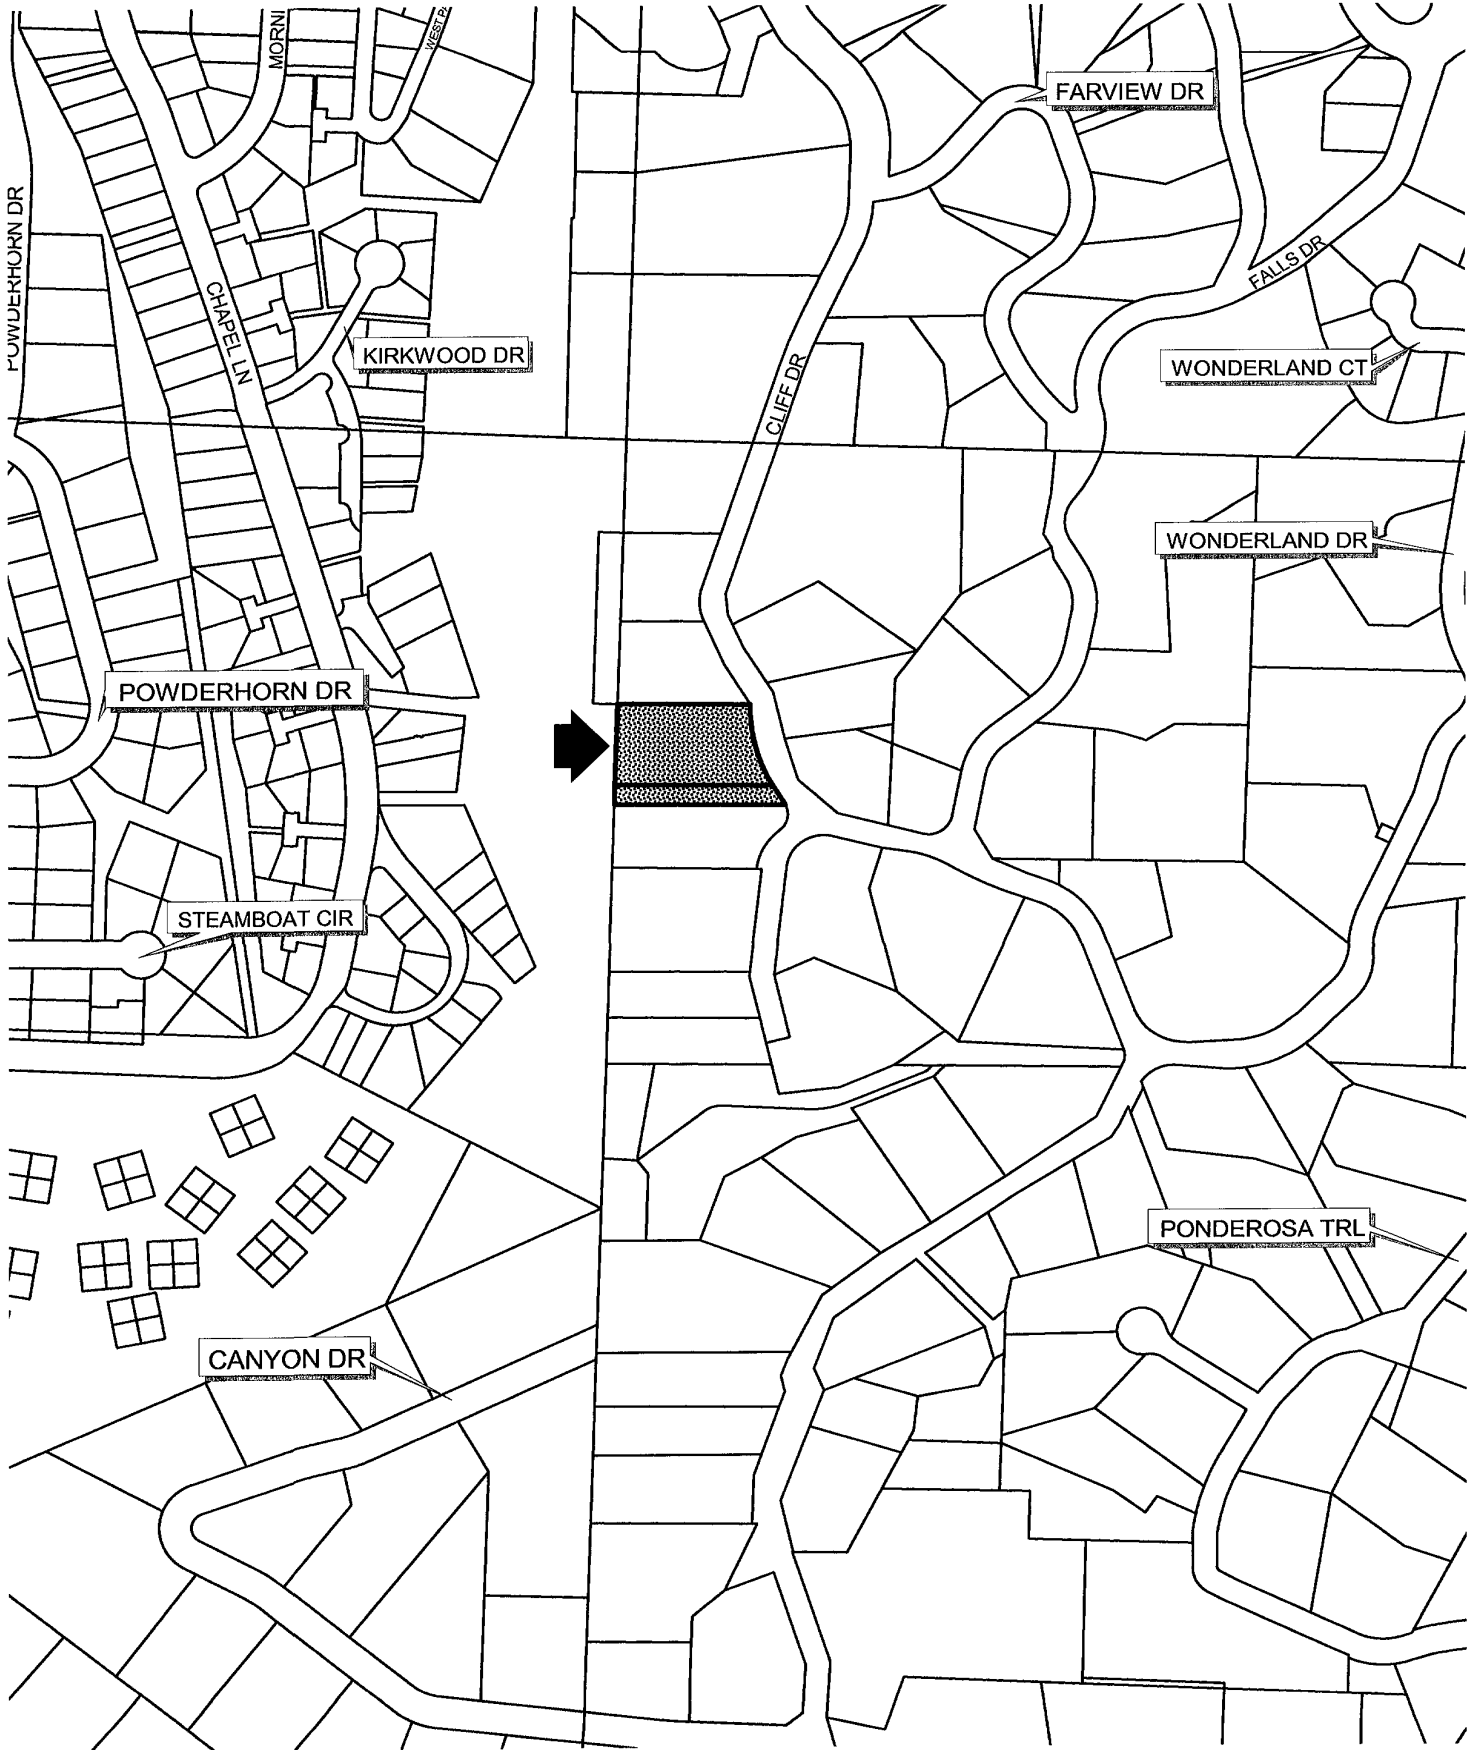 MORNI
WEST PA
FARVIEW DR
POWDERHORN DR
FALLS DR
CHAPEL LN
KIRKWOOD DR
WONDERLAND CT
CLIFF DR
WONDERLAND DR
POWDERHORN DR
STEAMBOAT CIR
PONDEROSA TRL
CANYON DR